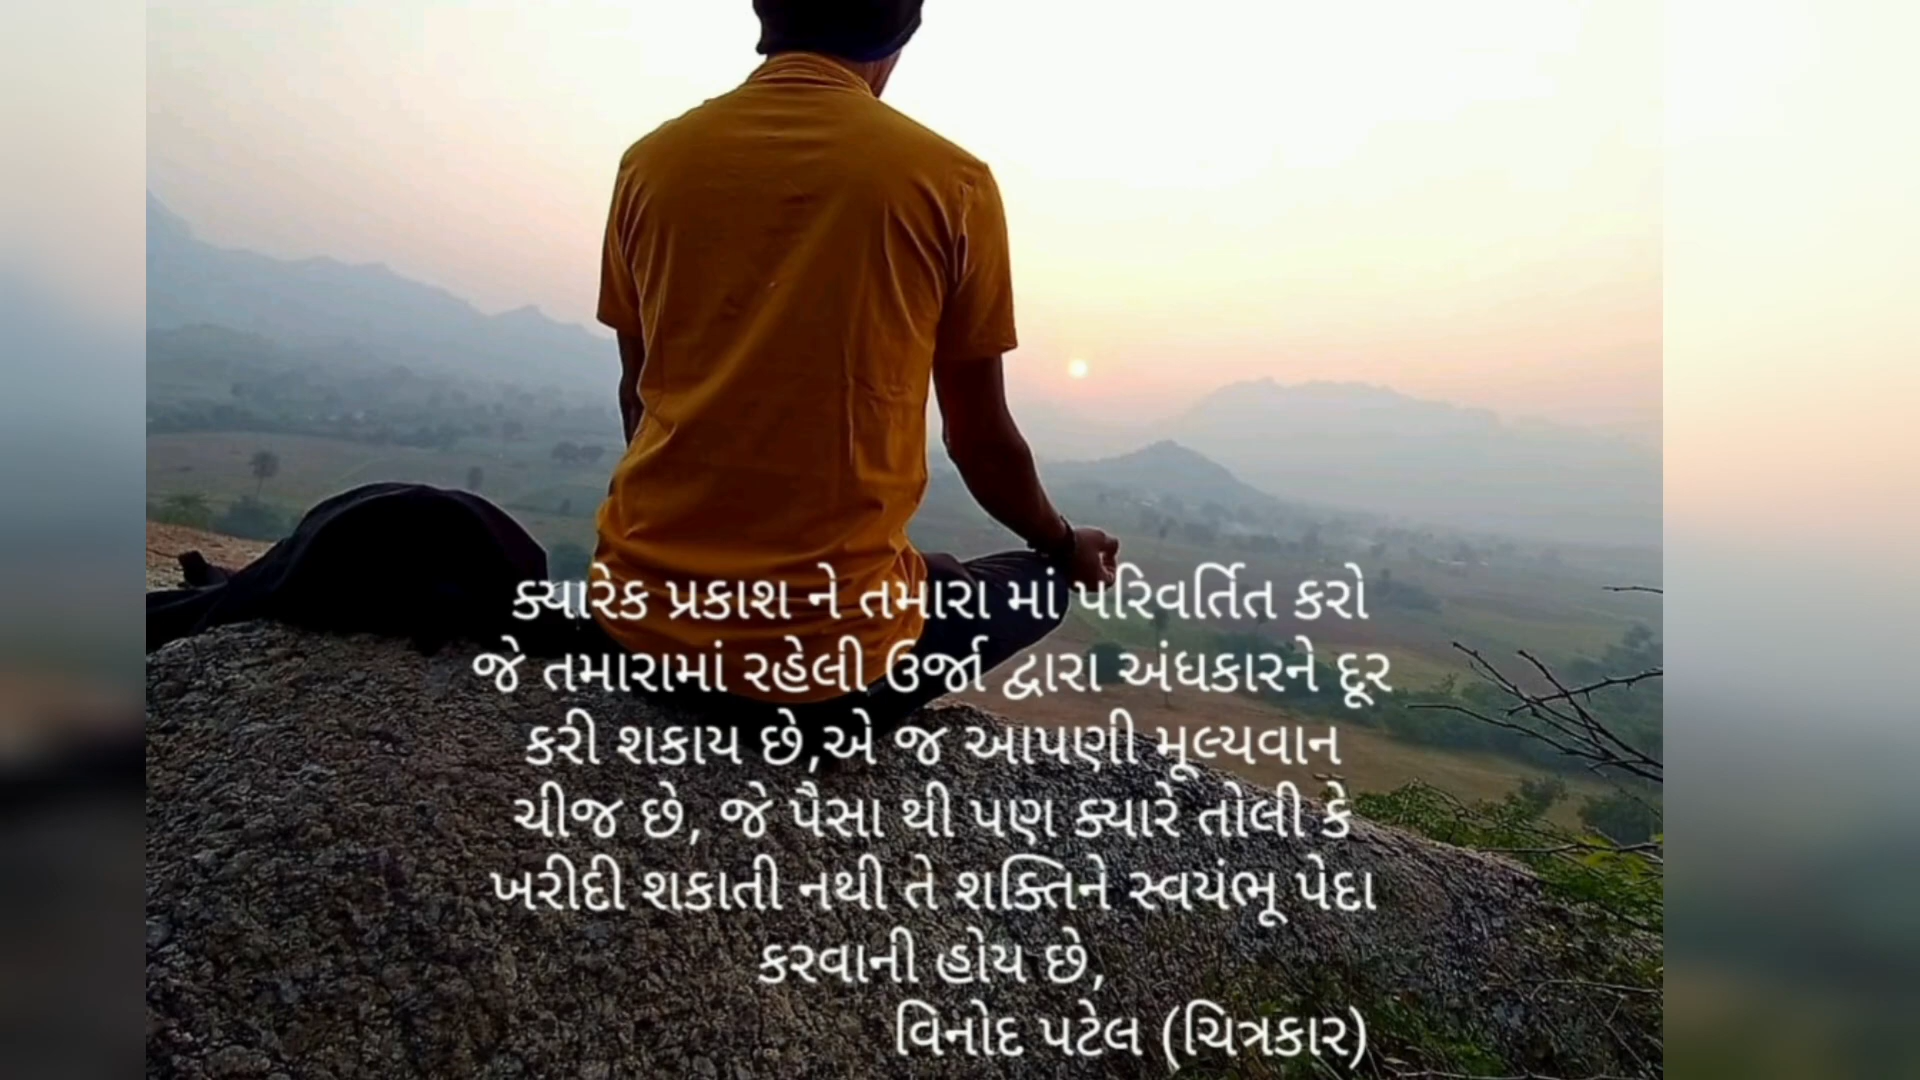 ક્યારેક પ્રકાશ ને તમારા માં પરિવર્તિત કરો
જે તમારામાં રહેલી ઉર્જા દ્વારા અંધકારને દૂર
કરી શકાય છે,એ જ આપણી મૂલ્યવાન
ચીજ છે, જે પૈસા થી પણ ક્યારે તોલી કે
ખરીદી શકાતી નથી તે શક્તિને સ્વયંભૂ પેદા
કરવાની હોય છે,
વિનોદ પટેલ (ચિત્રકાર)